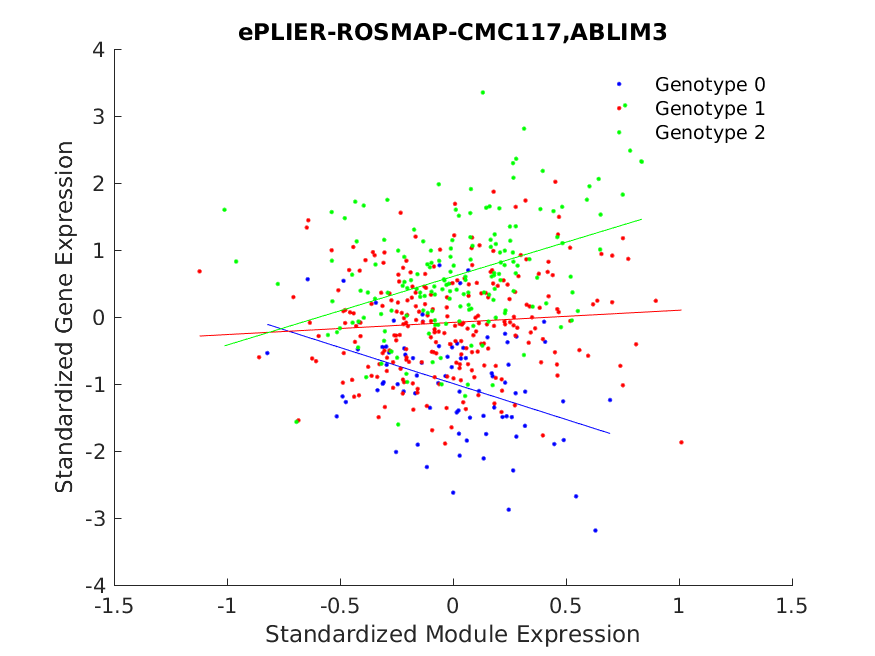 ePLIER-ROSMAP-CMC117,ABLIM3
Genotype 0
Genotype 1
Genotype 2
Standardized Gene Expression
4
3
2
1
0
-1
-2
-3
-4
-1.5 -1 -0.5 0 0.5 1 1.5
Standardized Module Expression